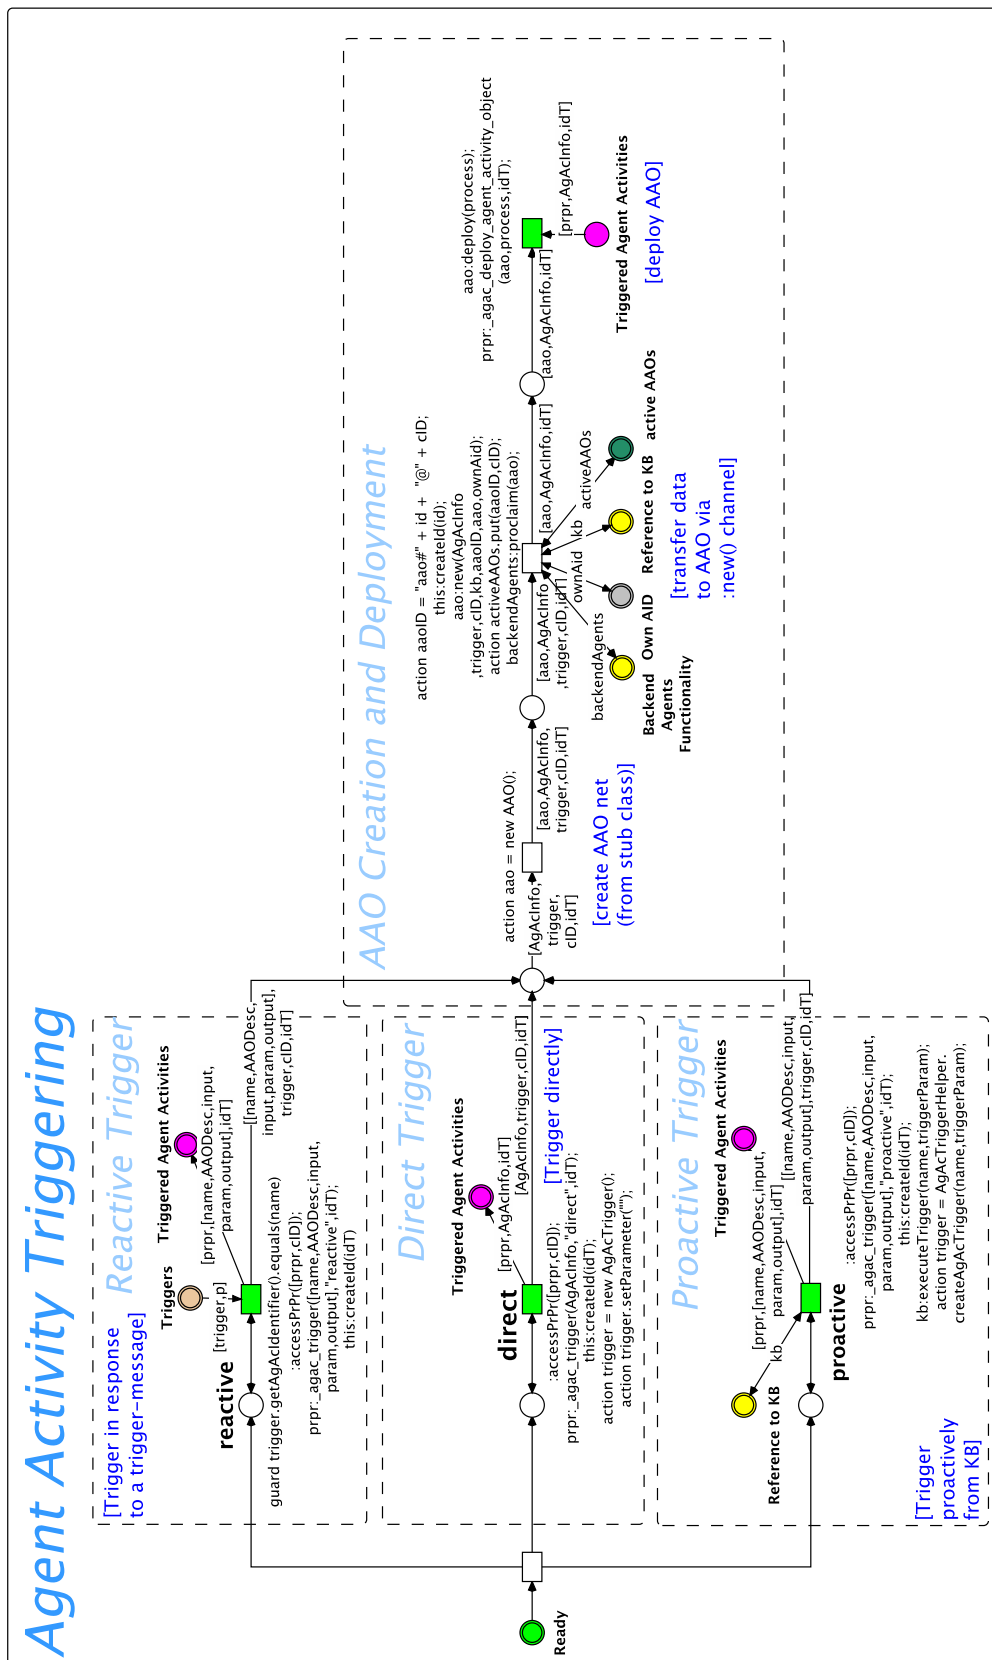 Agent Activity Triggering
Reactive Trigger
[Trigger in response
to a trigger-message]
Triggers
Triggered Agent Activities
[trigger,p]
[prpr,[name,AAODesc,input,
param,output],idT]
reactive
guard trigger.getAgAcIdentifier().equals(name)
:accessPrPr([prpr,cID]);
prpr:_agac_trigger([name,AAODesc,input,
param,output],"reactive",idT);
this:createId(idT)
[[name,AAODesc,
input,param,output],
trigger,cID,idT]
Ready
Direct Trigger
Triggered Agent Activities
[prpr,AgAcInfo,idT]
direct
[AgAcInfo,trigger,cID,idT]
[Trigger directly]
:accessPrPr([prpr,cID]);
prpr:_agac_trigger(AgAcInfo,"direct",idT);
this:createId(idT);
action trigger = new AgAcTrigger();
action trigger.setParameter("");
Proactive Trigger
Triggered Agent Activities
[prpr,[name,AAODesc,input,
param,output],idT]
kb
Reference to KB
[[name,AAODesc,input,
param,output],trigger,cID,idT]
proactive
:accessPrPr([prpr,cID]);
prpr:_agac_trigger([name,AAODesc,input,
param,output],"proactive",idT);
this:createId(idT);
kb:executeTrigger(name,triggerParam);
action trigger = AgAcTriggerHelper.
createAgAcTrigger(name,triggerParam);
[Trigger
proactively
from KB]
AAO Creation and Deployment
[AgAcInfo,
trigger,
cID,idT]
action aao = new AAO();
[create AAO net
(from stub class)]
[aao,AgAcInfo,
trigger,cID,idT]
action aaoID = "aao#" + id + "@" + cID;
this:createId(id);
aao:new(AgAcInfo
,trigger,cID,kb,aaoID,aao,ownAid);
action activeAAOs.put(aaoID,cID);
backendAgents:proclaim(aao);
[aao,AgAcInfo
,trigger,cID,idT]
backendAgents
ownAid
kb
activeAAOs
Backend
Agents
Functionality
Own AID
Reference to KB
active AAOs
[transfer data
to AAO via
:new() channel]
[aao,AgAcInfo,idT]
[aao,AgAcInfo,idT]
aao:deploy(process);
prpr:_agac_deploy_agent_activity_object
(aao,process,idT);
[prpr,AgAcInfo,idT]
Triggered Agent Activities
[deploy AAO]